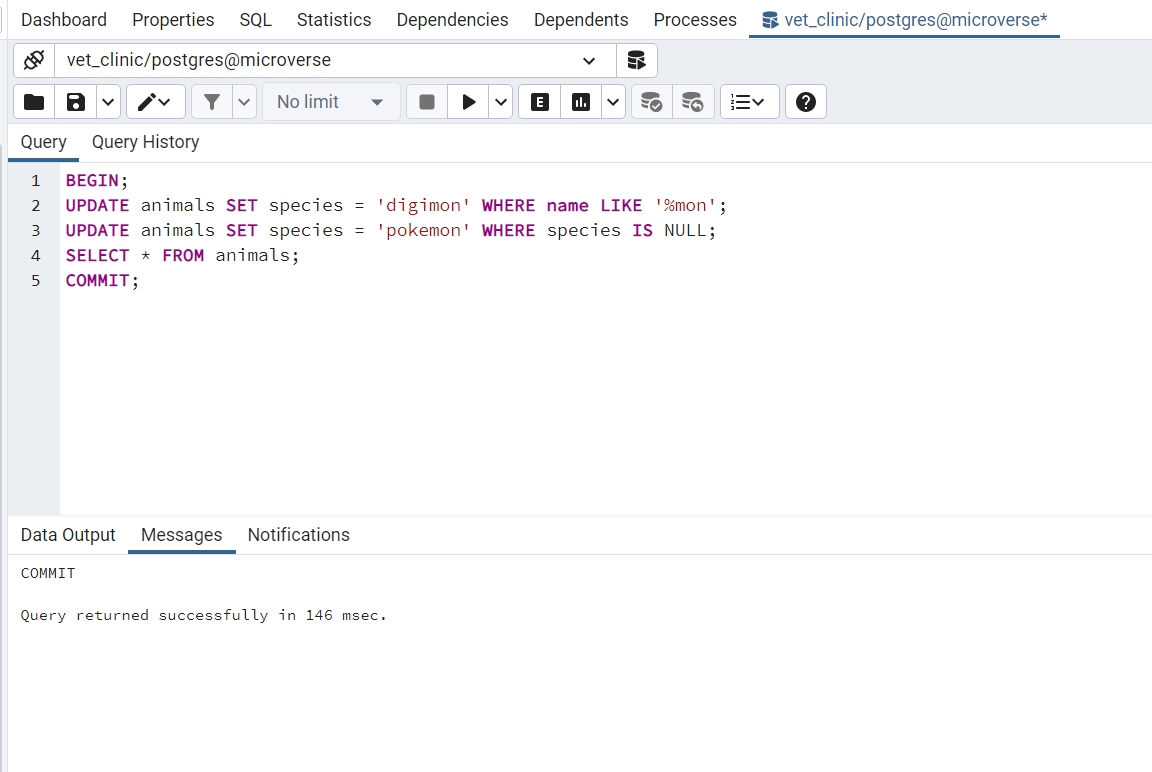 Dashboard Properties SQL Statistics Dependencies Dependents Processes vet_clinic/postgres@microverse*
vet_clinic/postgres@microverse
No limit E
Query Query History
1 BEGIN;
2 UPDATE animals SET species = 'digimon' WHERE name LIKE '%mon';
3 UPDATE animals SET species = 'pokemon' WHERE species IS NULL;
4 SELECT * FROM animals;
5 COMMIT;
Data Output Messages Notifications
COMMIT
Query returned successfully in 146 msec.